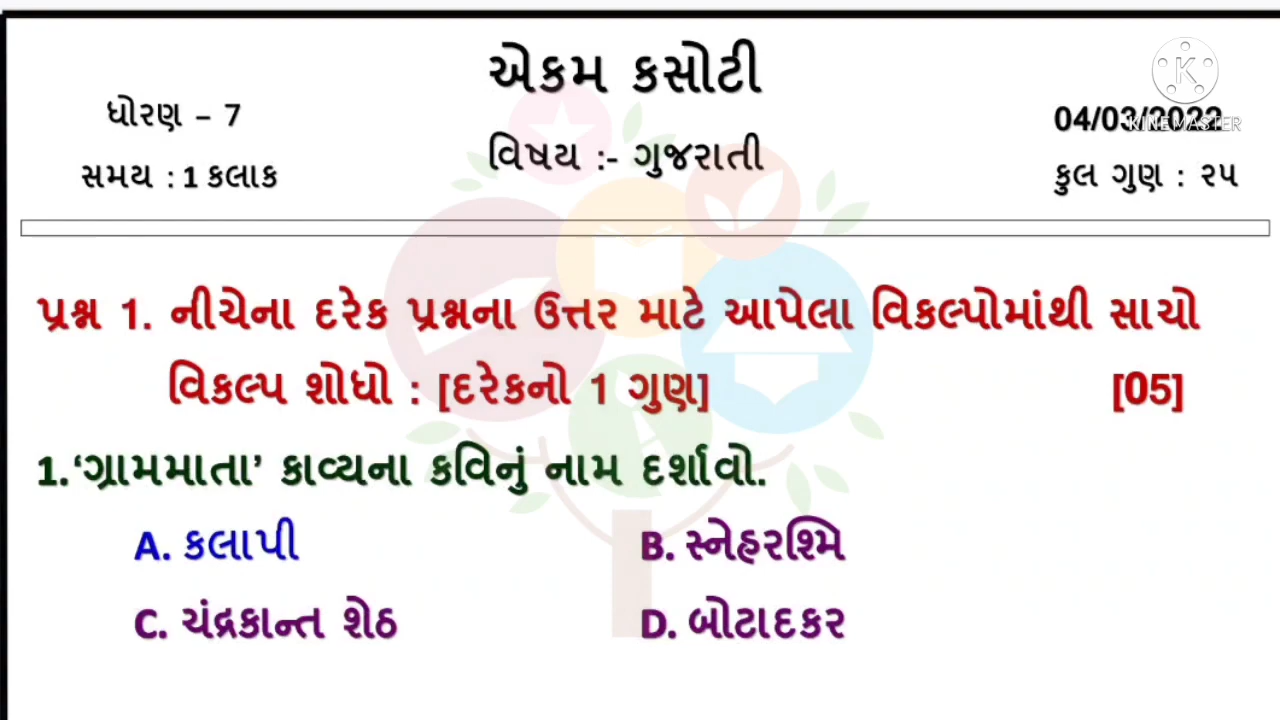 એકમ કસોટી
ધોરણ – 7
04/03/2022
KINEMASTER
વિષય :- ગુજરાતી
સમય : 1 કલાક
કુલ ગુણ : ૨૫
પ્રશ્ન 1. નીચેના દરેક પ્રશ્નના ઉત્તર માટે આપેલા વિકલ્પોમાંથી સાચો
વિકલ્પ શોધો : [દરેકનો 1 ગુણ] [05]
1.‘ગ્રામમાતા’ કાવ્યના કવિનું નામ દર્શાવો.
A. કલાપી B. સ્નેહરશ્મિ
C. ચંદ્રકાન્ત શેઠ D. બોટાદકર